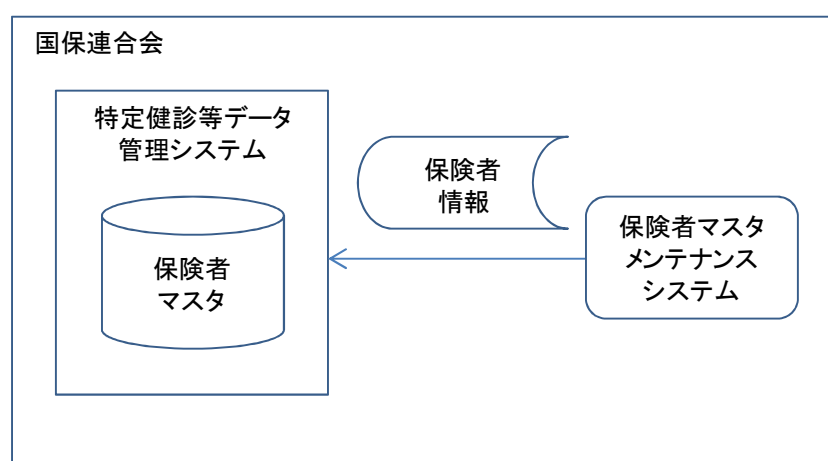 国保連合会
特定健診等データ
管理システム
保険者
マスタ
保険者
情報
保険者マスタ
メンテナンス
システム